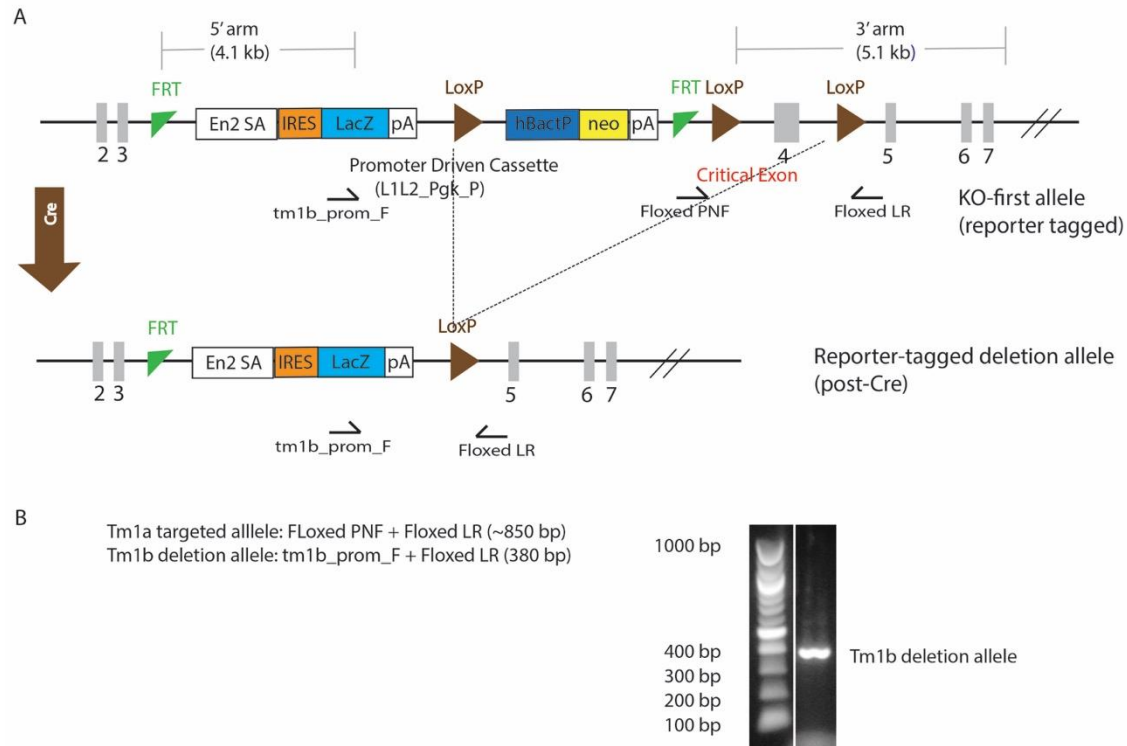 A
5' arm
(4.1 kb)
3' arm
(5.1 kb)
FRT
LoxP
FRT
LoxP
LoxP
En2 SA
IRES
LacZ
pA
hBactP
neo
pA
2
3
4
5
6
7
Promoter Driven Cassette
(L1L2_Pgk_P)
Critical Exon
tm1b_prom_F
Floxed PNF
Floxed LR
KO-first allele
(reporter tagged)
Cre
FRT
LoxP
En2 SA
IRES
LacZ
pA
2
3
5
6
7
Reporter-tagged deletion allele
(post-Cre)
tm1b_prom_F
Floxed LR
B
Tm1a targeted alllele: FLoxed PNF + Floxed LR (~850 bp)
Tm1b deletion allele: tm1b_prom_F + Floxed LR (380 bp)
1000 bp
400 bp
300 bp
200 bp
100 bp
Tm1b deletion allele